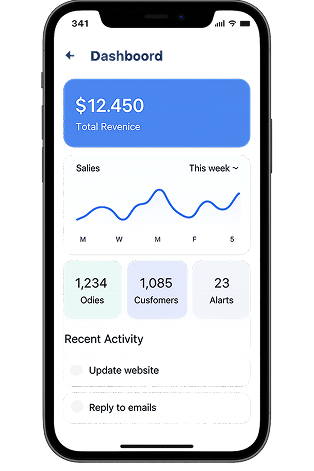 341
Dashboord
$12.450
Total Revenice
Salies This week
M W M F 5
1,234 1,085 23
Odies Cusfomers Alarts
Recent Activity
Update website
Reply to emails